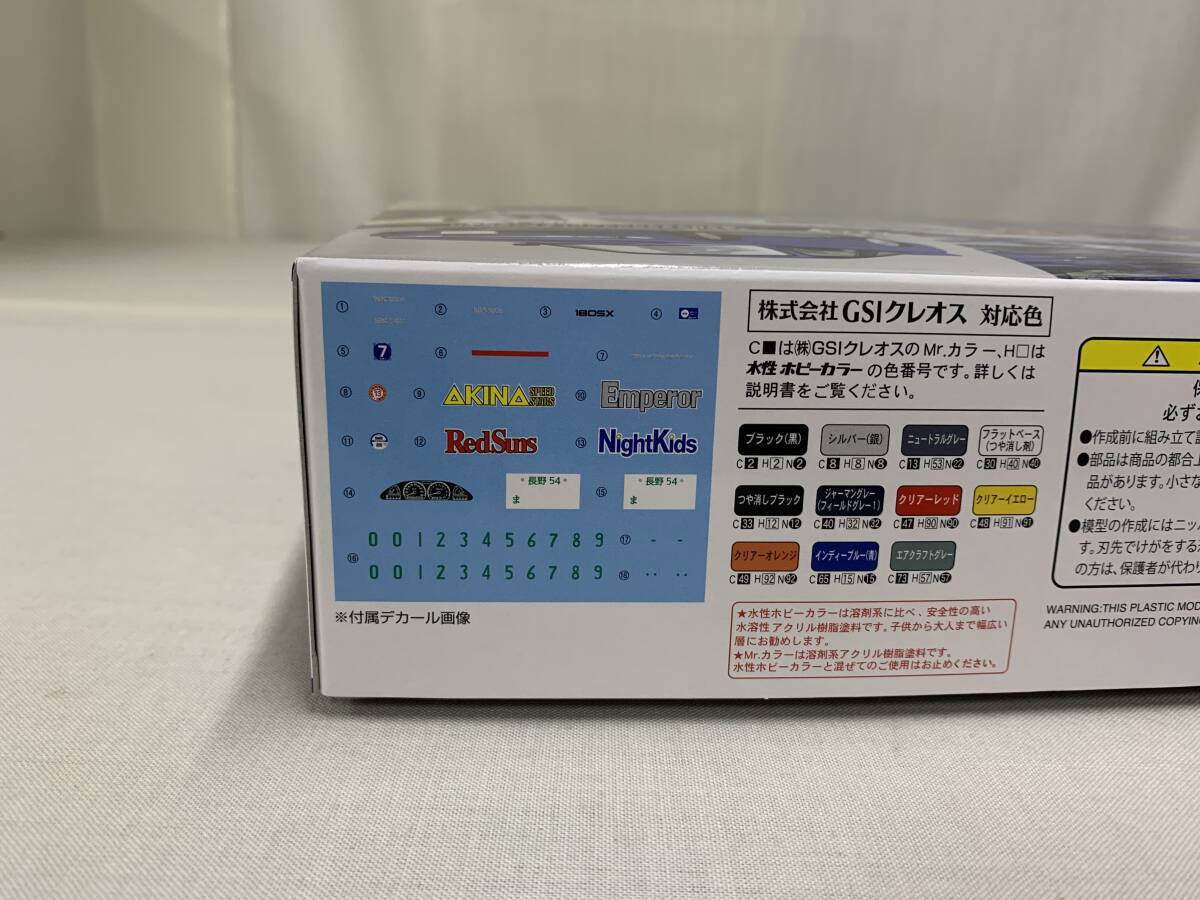 ① ② ③ 180SX ④
⑤ 7 ⑥ ⑦
⑧ 13 ⑨ AKINA SPEED STARS ⑩ Emperor
⑪ ⑫ RedSuns ⑬ NightKids
⑭ 長野 54 ま ⑮ 長野 54 ま
⑯ 0 0 1 2 3 4 5 6 7 8 9 ⑰ - -
0 0 1 2 3 4 5 6 7 8 9 ⑱ ・・ ・・
※付属デカール画像
株式会社 GSIクレオス 対応色
C■は㈱GSIクレオスの Mr.カラー、H□は
水性ホビーカラー の色番号です。詳しくは
説明書をご覧ください。
ブラック(黒) シルバー(銀) ニュートラルグレー フラットベース(つや消し剤)
C2 H2 N2 C8 H8 N8 C13 H53 N22 C30 H40 N40
つや消しブラック ジャーマングレー(フィールドグレー1) クリアーレッド クリアーイエロー
C33 H12 N12 C40 H32 N32 C47 H90 N90 C48 H91 N91
クリアーオレンジ インディーブルー(青) エアクラフトグレー
C49 H92 N92 C65 H15 N15 C73 H57 N57
★水性ホビーカラーは溶剤系に比べ、安全性の高い
水溶性アクリル樹脂塗料です。子供から大人まで幅広い
層にお勧めします。
★Mr.カラーは溶剤系アクリル樹脂塗料です。
水性ホビーカラーと混ぜてのご使用はお止めください。
必ずお
●作成前に組み立て
●部品は商品の都合上
品があります。小さな
ください。
●模型の作成にはニッパ
す。刃先でけがをする
の方は、保護者が代わり
WARNING:THIS PLASTIC MOD
ANY UNAUTHORIZED COPYIN